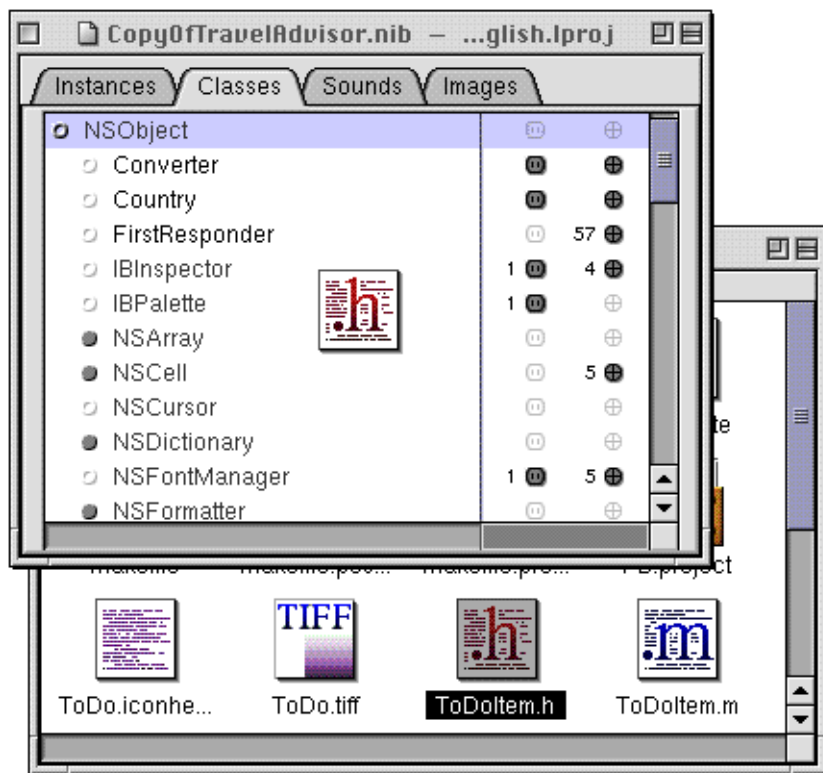 CopyOfTravelAdvisor.nib – ...glish.lproj
Instances Classes Sounds Images
NSObject
Converter
Country
FirstResponder 57
IBInspector 1 4
IBPalette 1
.h
NSArray
NSCell 5
NSCursor
NSDictionary
NSFontManager 1 5
NSFormatter
TIFF .h .m
ToDo.iconhe... ToDo.tiff ToDoItem.h ToDoItem.m